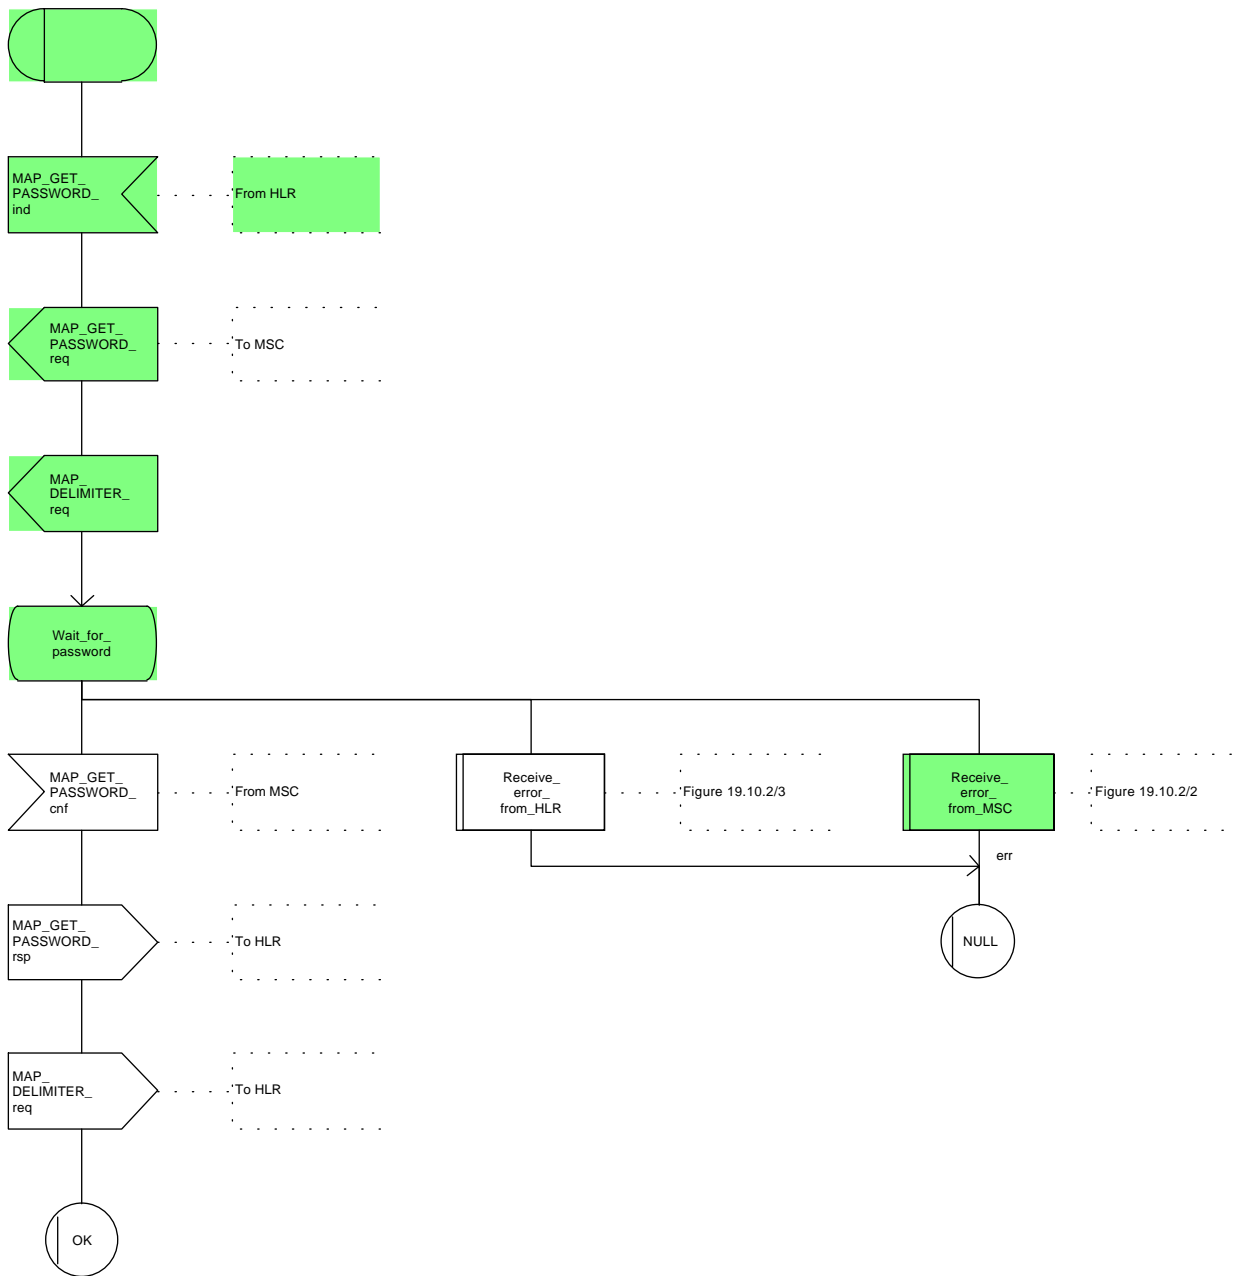 MAP_GET_
PASSWORD_
ind
From HLR
MAP_GET_
PASSWORD_
req
To MSC
MAP_
DELIMITER_
req
Wait_for_
password
MAP_GET_
PASSWORD_
cnf
From MSC
Receive_
error_
from_HLR
Figure 19.10.2/3
Receive_
error_
from_MSC
Figure 19.10.2/2
err
MAP_GET_
PASSWORD_
rsp
To HLR
NULL
MAP_
DELIMITER_
req
To HLR
OK